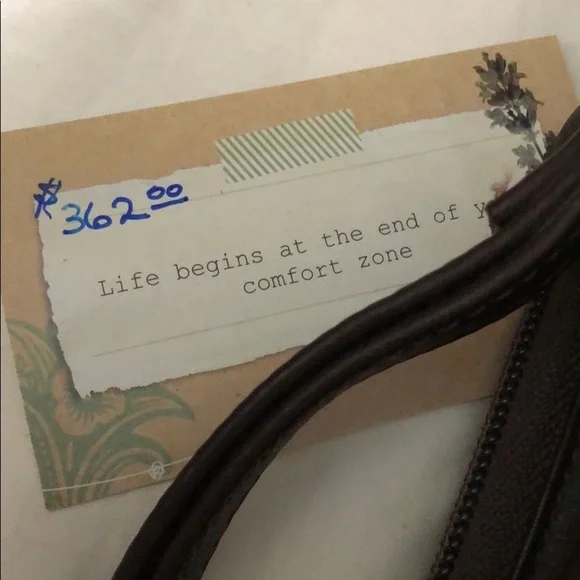 $362.00
Life begins at the end of y
comfort zone